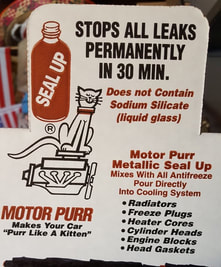 STOPS ALL LEAKS
PERMANENTLY
IN 30 MIN.
SEAL UP
®
Does not Contain
Sodium Silicate
(liquid glass)
Motor Purr
Metallic Seal Up
Mixes With All Antifreeze
Pour Directly
Into Cooling System
• Radiators
• Freeze Plugs
• Heater Cores
• Cylinder Heads
• Engine Blocks
• Head Gaskets
MOTOR PURR
Makes Your Car
"Purr Like A Kitten"